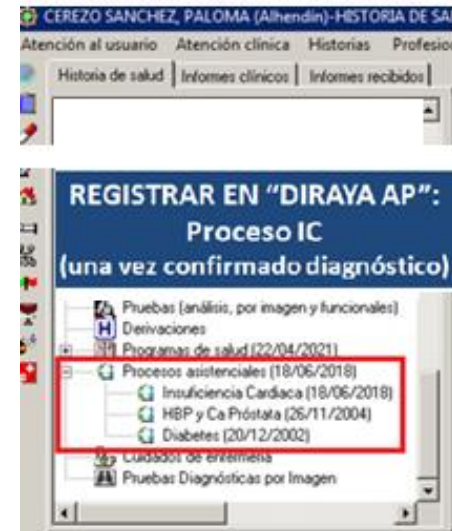 CEREZO SANCHEZ, PALOMA (Alhendín)-HISTORIA DE SA
Atención al usuario Atención clínica Historias Profesio
Historia de salud Informes clínicos Informes recibidos
REGISTRAR EN "DIRAYA AP":
Proceso IC
(una vez confirmado diagnóstico)
Pruebas (análisis, por imagen y funcionales)
Derivaciones
Programas de salud (22/04/2021)
Procesos asistenciales (18/06/2018)
Insuficiencia Cardiaca (18/06/2018)
HBP y Ca Próstata (26/11/2004)
Diabetes (20/12/2002)
Cuidados de enfermería
Pruebas Diagnósticas por Imagen